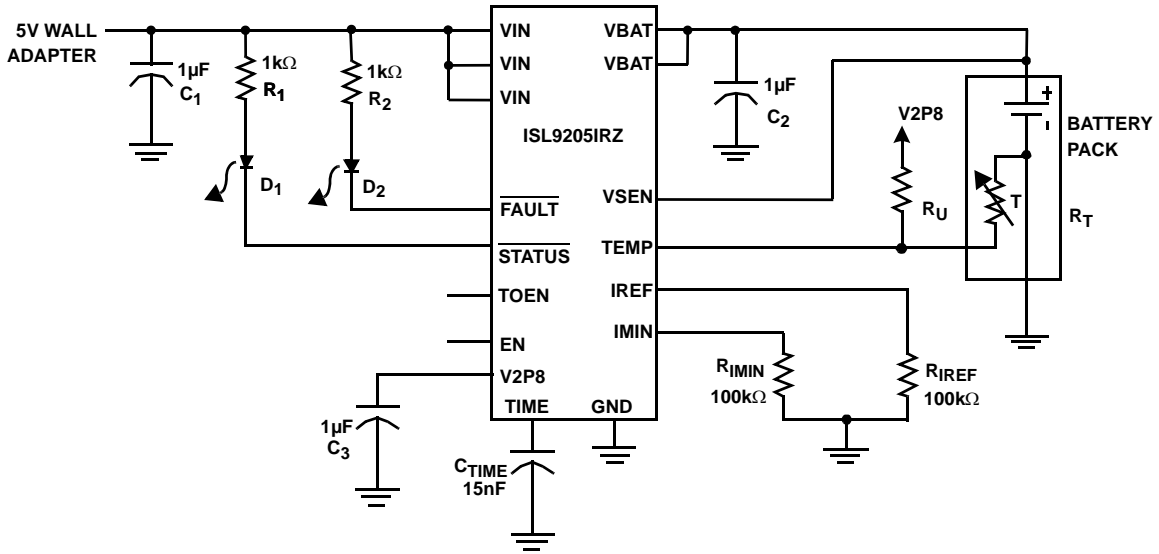 5V WALL
ADAPTER
1µF
C1
1kΩ
R1
1kΩ
R2
D1
D2
VIN
VIN
VIN
ISL9205IRZ
FAULT
STATUS
TOEN
EN
V2P8
TIME
GND
VBAT
VBAT
VSEN
TEMP
IREF
IMIN
1µF
C3
CTIME
15nF
1µF
C2
V2P8
RU
T
+
-
BATTERY
PACK
RT
RIMIN
100kΩ
RIREF
100kΩ